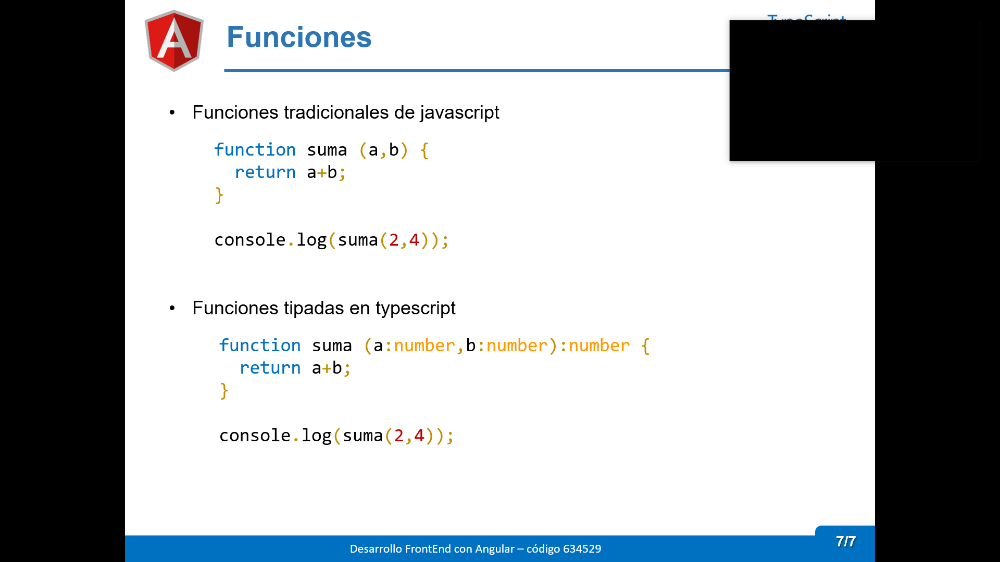 Funciones
TypeScript
• Funciones tradicionales de javascript
function suma (a,b) {
  return a+b;
}
console.log(suma(2,4));
• Funciones tipadas en typescript
function suma (a:number,b:number):number {
  return a+b;
}
console.log(suma(2,4));
7/7
Desarrollo FrontEnd con Angular – código 634529